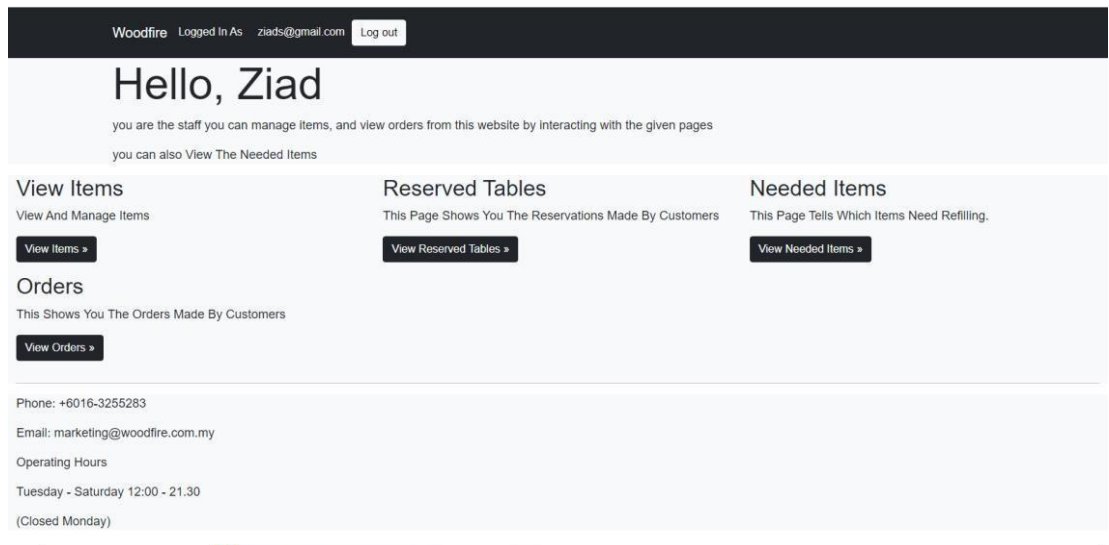 Woodfire Logged In As ziads@gmail.com Log out
Hello, Ziad
you are the staff you can manage items, and view orders from this website by interacting with the given pages
you can also View The Needed Items
View Items
View And Manage Items
View Items »
Reserved Tables
This Page Shows You The Reservations Made By Customers
View Reserved Tables »
Needed Items
This Page Tells Which Items Need Refilling.
View Needed Items »
Orders
This Shows You The Orders Made By Customers
View Orders »
Phone: +6016-3255283
Email: marketing@woodfire.com.my
Operating Hours
Tuesday - Saturday 12:00 - 21.30
(Closed Monday)